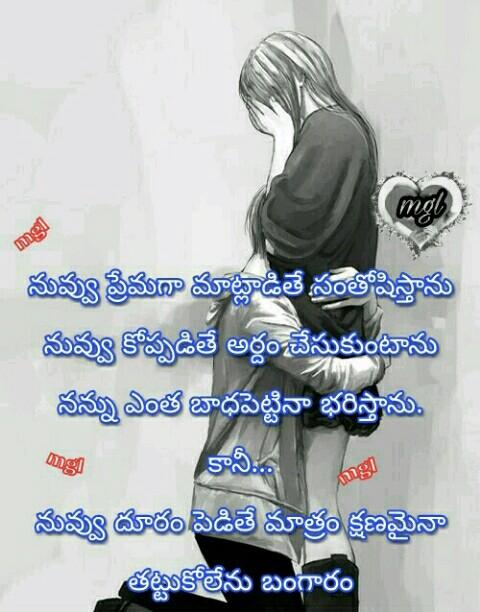 mgl
mgl
నువ్వు ప్రేమగా మాట్లాడితే సంతోషిస్తాను
నువ్వు కోప్పడితే అర్దం చేసుకుంటాను
నన్ను ఎంత బాధపెట్టినా భరిస్తాను.
కానీ...
mgl
mgl
నువ్వు దూరం పెడితే మాత్రం క్షణమైనా
తట్టుకోలేను బంగారం